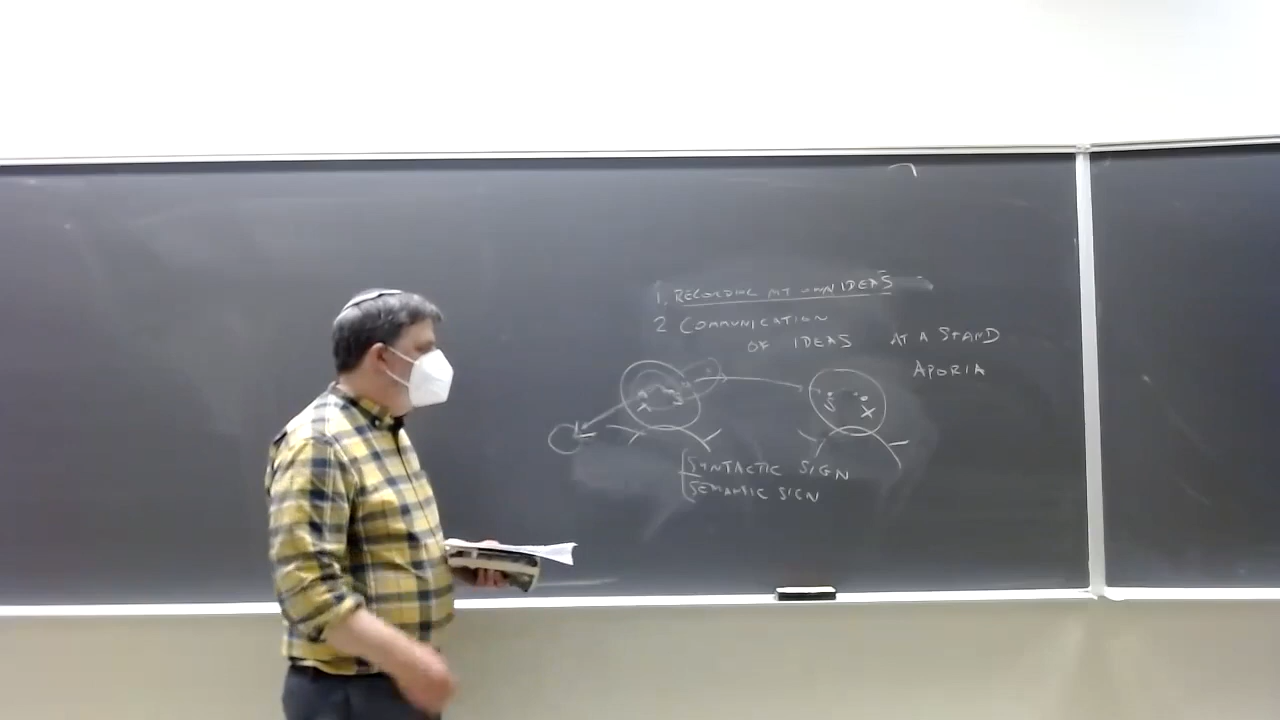 1. RECORDING MY OWN IDEAS
2 COMMUNICATION
OF IDEAS
AT A STAND
APORIA
X
SYNTACTIC SIGN
SEMANTIC SIGN